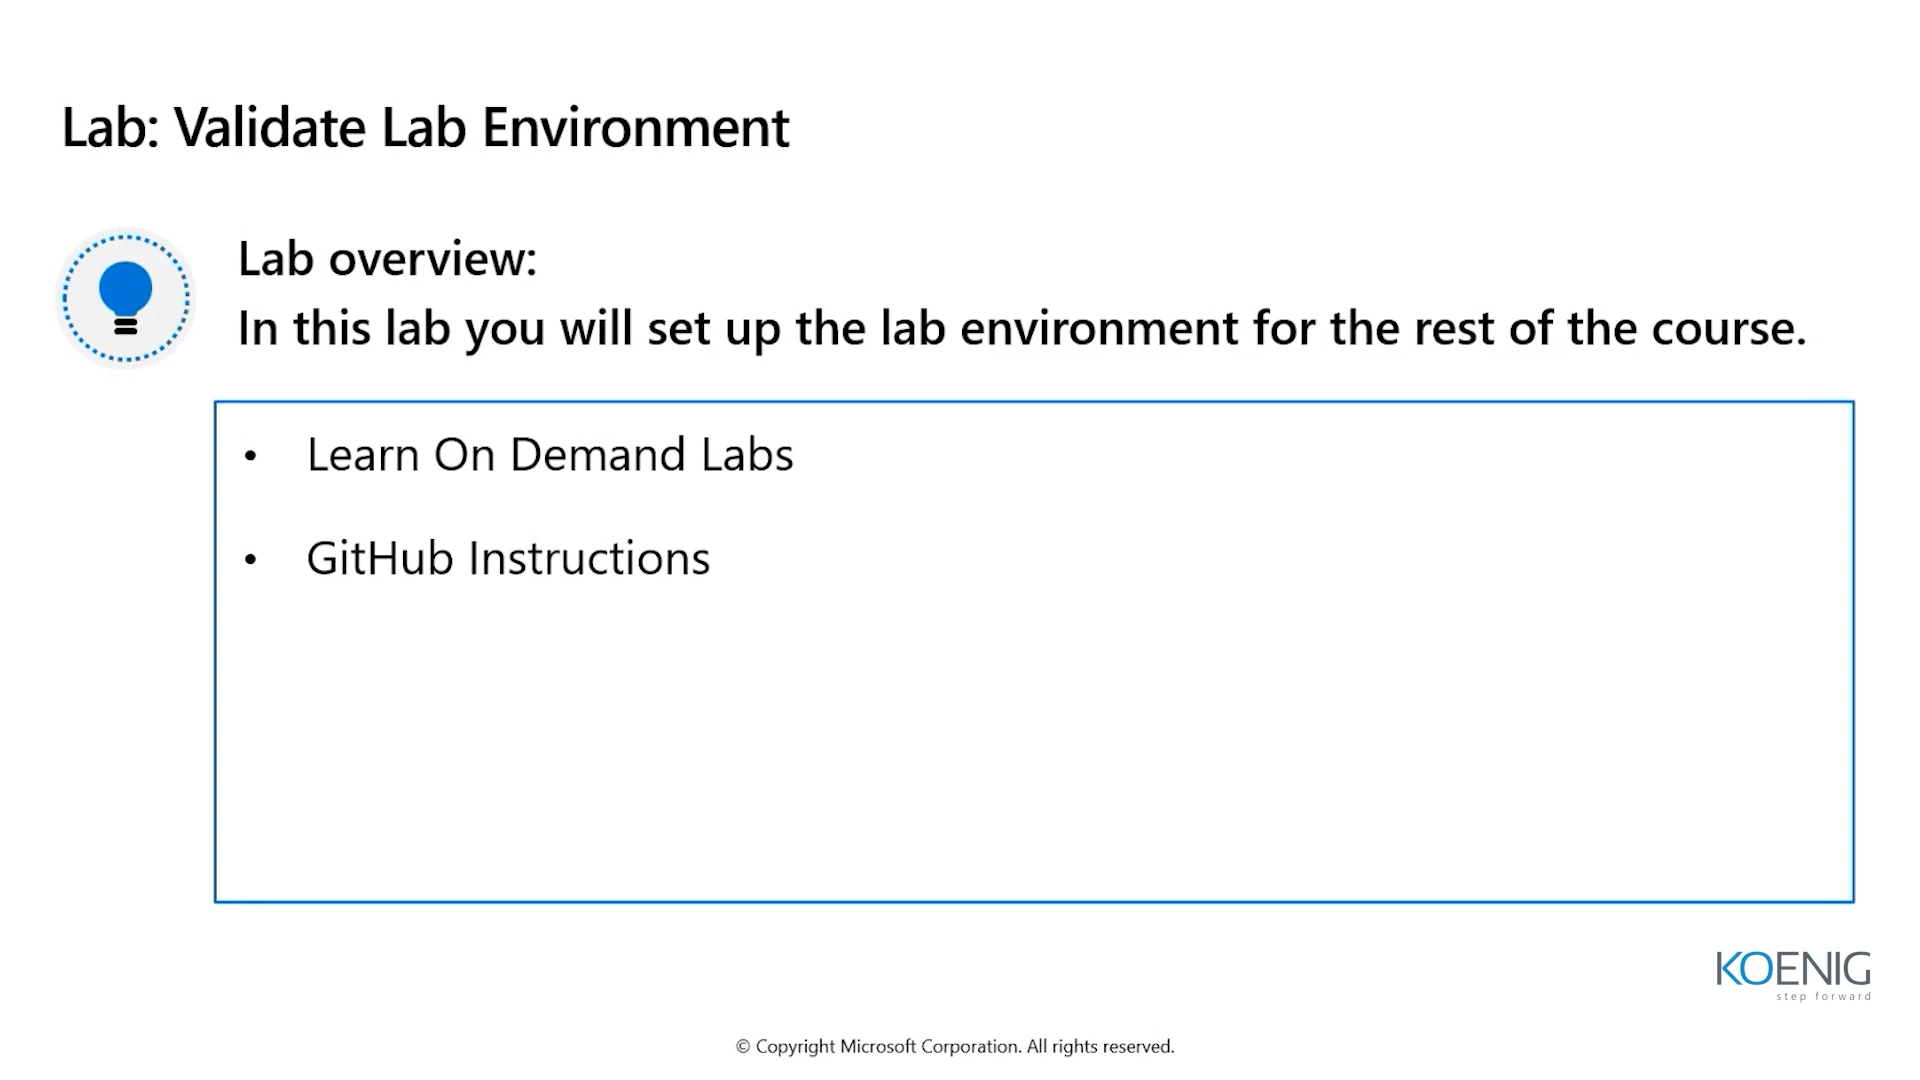 Lab: Validate Lab Environment
Lab overview:
In this lab you will set up the lab environment for the rest of the course.
• Learn On Demand Labs
• GitHub Instructions
KOENIG
step forward
© Copyright Microsoft Corporation. All rights reserved.